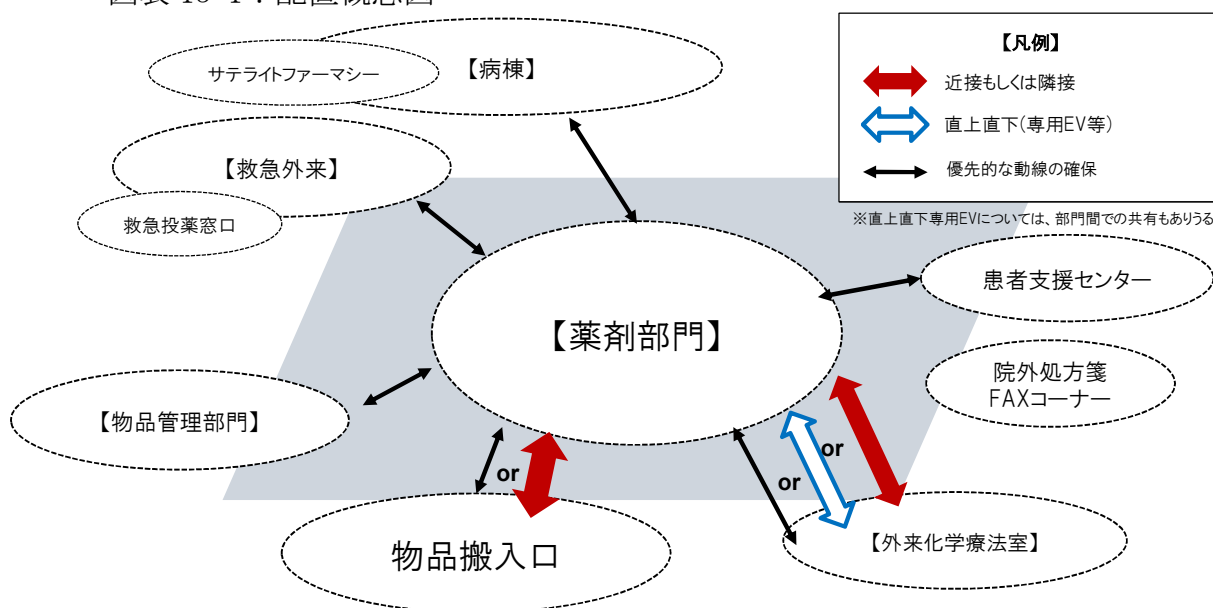 【凡例】
近接もしくは隣接
直上直下(専用EV等)
優先的な動線の確保
※直上直下専用EVについては、部門間での共有もありうる
サテライトファーマシー
【病棟】
【救急外来】
救急投薬窓口
患者支援センター
【薬剤部門】
院外処方箋
FAXコーナー
【物品管理部門】
or
or
or
物品搬入口
【外来化学療法室】